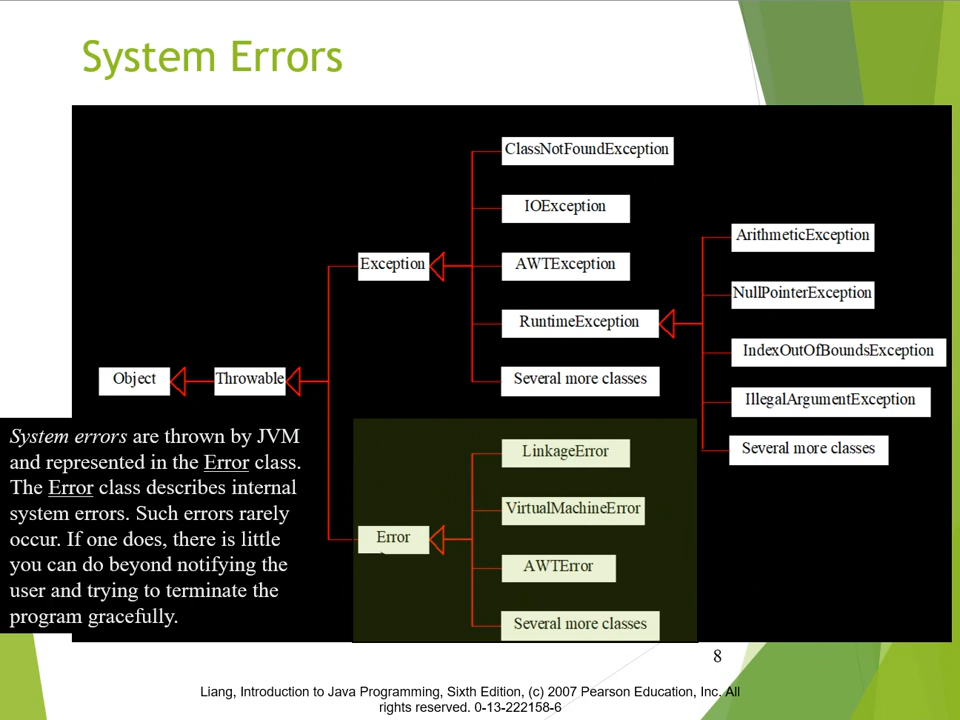 System Errors
ClassNotFoundException
IOException
ArithmeticException
Exception
AWTException
NullPointerException
RuntimeException
IndexOutOfBoundsException
Object
Throwable
Several more classes
IllegalArgumentException
Several more classes
System errors are thrown by JVM
and represented in the Error class.
The Error class describes internal
system errors. Such errors rarely
occur. If one does, there is little
you can do beyond notifying the
user and trying to terminate the
program gracefully.
LinkageError
VirtualMachineError
Error
AWTError
Several more classes
8
Liang, Introduction to Java Programming, Sixth Edition, (c) 2007 Pearson Education, Inc. All
rights reserved. 0-13-222158-6